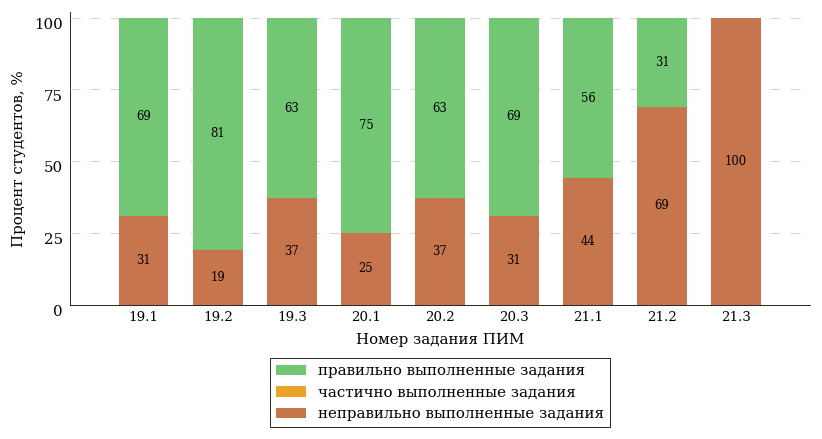 Процент студентов, %
100
75
50
25
0
69 81 63 75 63 69 56 31
31 19 37 25 37 31 44 69 100
19.1 19.2 19.3 20.1 20.2 20.3 21.1 21.2 21.3
Номер задания ПИМ
правильно выполненные задания
частично выполненные задания
неправильно выполненные задания